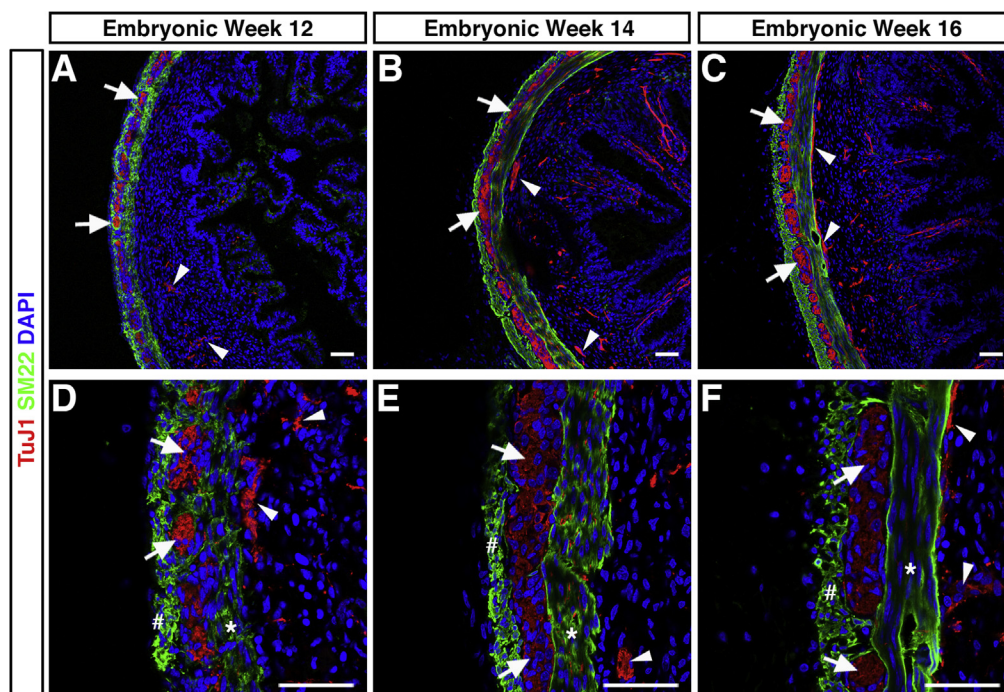 Embryonic Week 12
Embryonic Week 14
Embryonic Week 16
TuJ1 SM22 DAPI
A
B
C
D
E
F
#
*
#
*
#
*